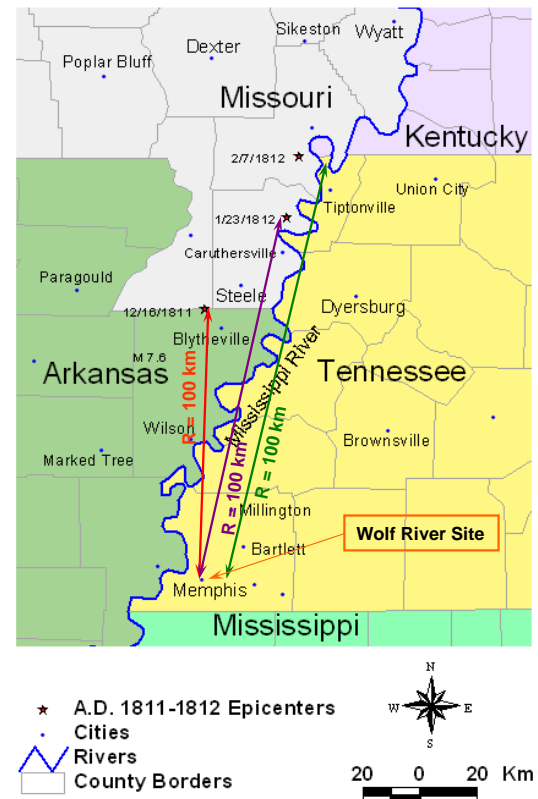 Sikeston
Wyatt
Dexter
Poplar Bluff
Missouri
Kentucky
2/7/1812
Union City
Tiptonville
1/23/1812
Caruthersville
Paragould
Steele
12/16/1811
Dyersburg
Blytheville
M 7.6
Arkansas
Tennessee
Mississippi River
R = 100 km
R = 100 km
R = 100 km
Wilson
Brownsville
Marked Tree
Millington
Wolf River Site
Bartlett
Memphis
Mississippi
N
W E
S
A.D. 1811-1812 Epicenters
Cities
Rivers
County Borders
20 0 20 Km